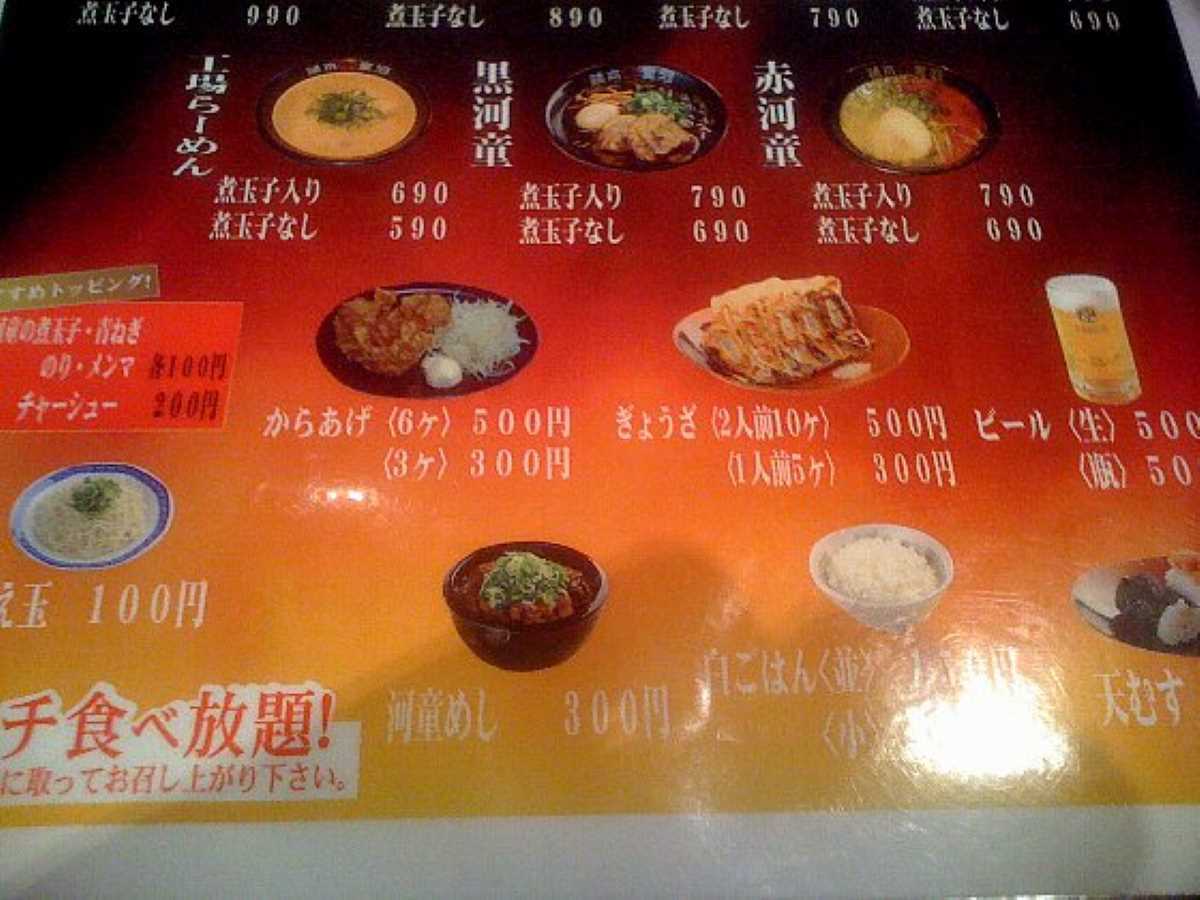 煮玉子なし 990 煮玉子なし 890 煮玉子なし 790 煮玉子なし 690
工場らーめん
煮玉子入り 690
煮玉子なし 590
黒河童
煮玉子入り 790
煮玉子なし 690
赤河童
煮玉子入り 790
煮玉子なし 690
すめトッピング!
童の煮玉子・青ねぎ
のり・メンマ 各100円
チャーシュー 200円
からあげ〈6ヶ〉500円
〈3ヶ〉300円
ぎょうざ〈2人前10ヶ〉 500円
〈1人前5ヶ〉 300円
ビール〈生〉500
〈瓶〉50
玉 100円
河童めし 300円
白ごはん〈並〉
〈小〉
天むす
チ食べ放題!
に取ってお召し上がり下さい。